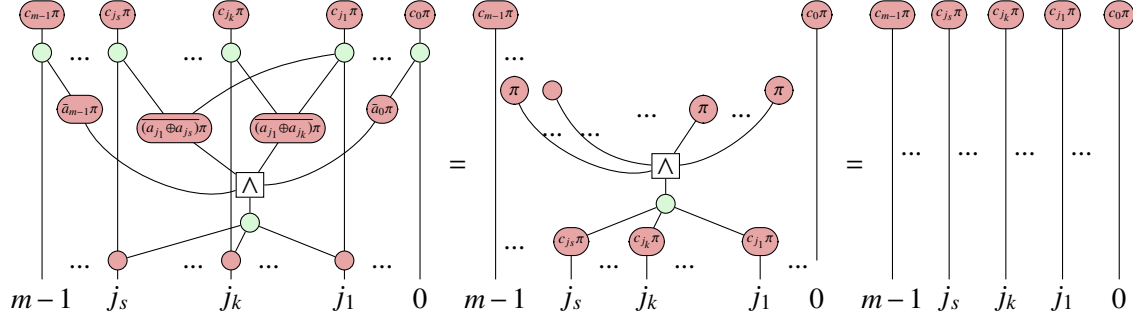 c_{m−1}π c_{j_s}π c_{j_k}π c_{j_1}π c_0π c_{m−1}π c_0π c_{m−1}π c_{j_s}π c_{j_k}π c_{j_1}π c_0π
... ... ... ...
ā_{m−1}π \overline{(a_{j_1}⊕a_{j_s})}π \overline{(a_{j_1}⊕a_{j_k})}π ā_0π π π π
... ... ... ...
∧ = ∧ = ... ... ... ...
c_{j_s}π c_{j_k}π c_{j_1}π
... ... ... ... ... ... ... ...
m−1 j_s j_k j_1 0 m−1 j_s j_k j_1 0 m−1 j_s j_k j_1 0